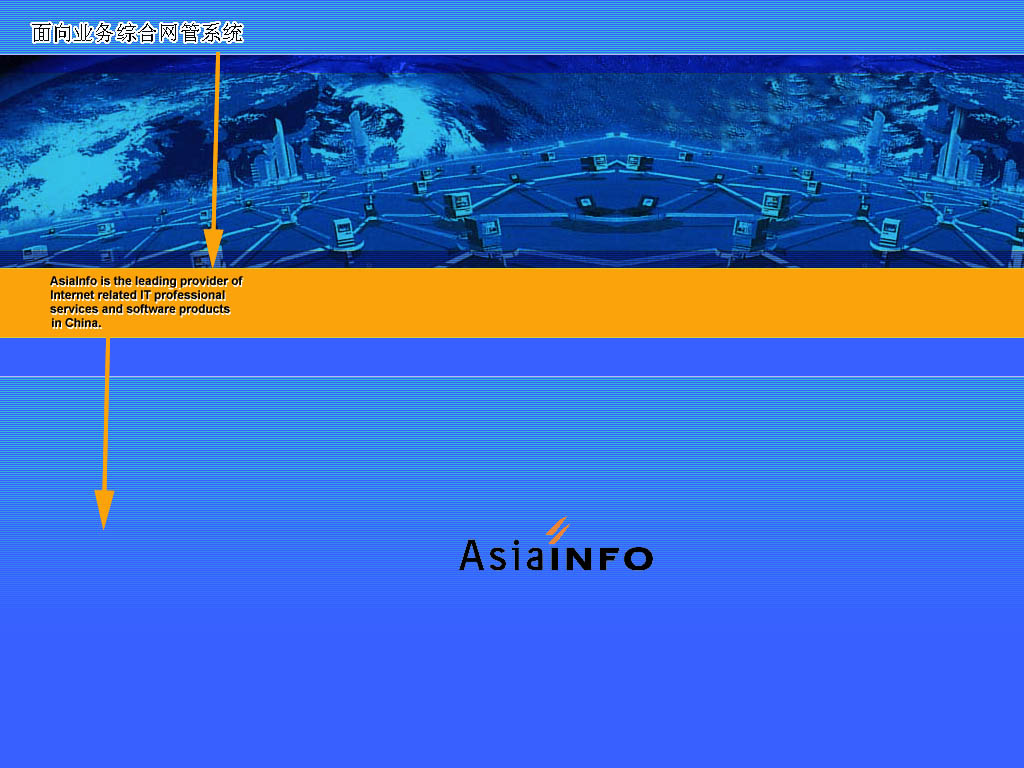 面向业务综合网管系统
AsiaInfo is the leading provider of
Internet related IT professional
services and software products
in China.
AsiaINFO